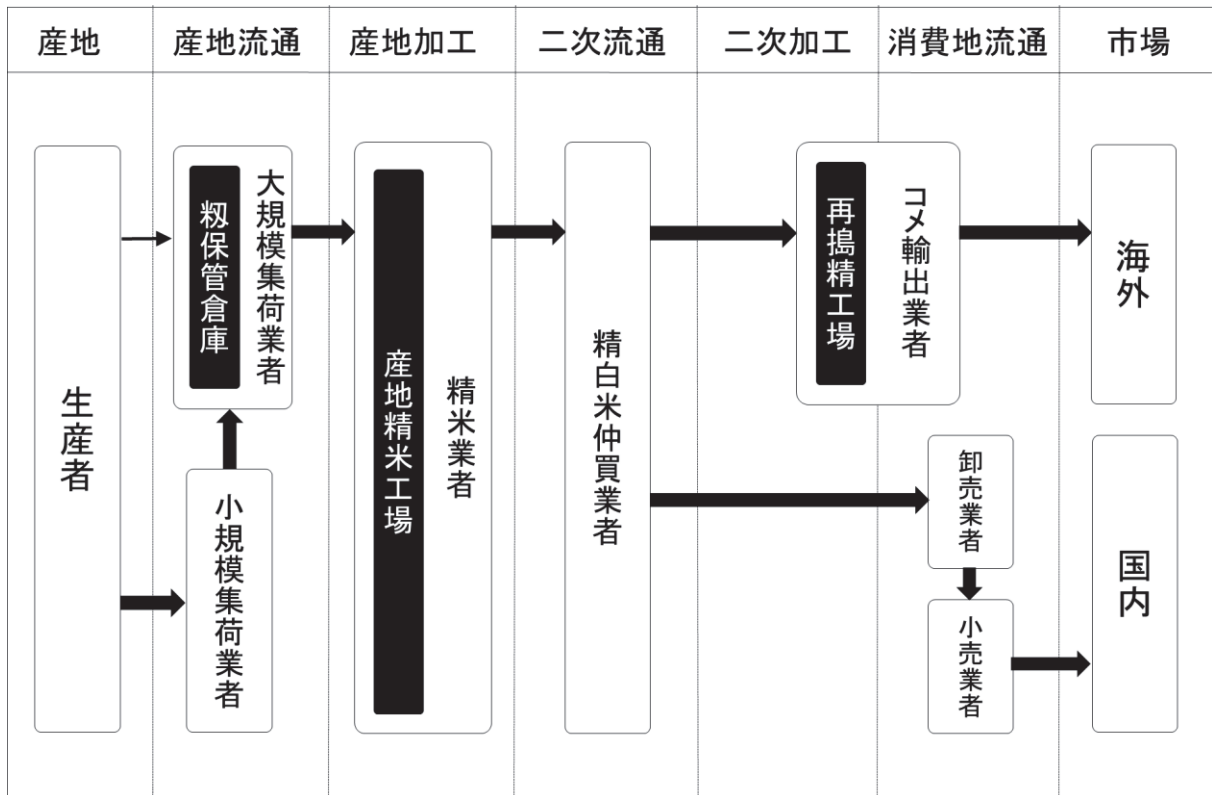 産地
産地流通
産地加工
二次流通
二次加工
消費地流通
市場
生産者
籾保管倉庫
大規模集荷業者
小規模集荷業者
産地精米工場
精米業者
精白米仲買業者
再搗精工場
コメ輸出業者
卸売業者
小売業者
海外
国内